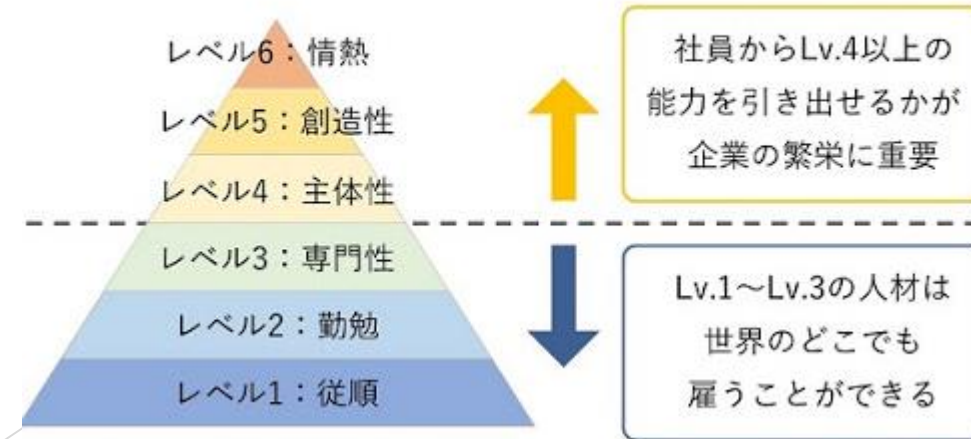 レベル6：情熱
レベル5：創造性
レベル4：主体性
レベル3：専門性
レベル2：勤勉
レベル1：従順
社員からLv.4以上の
能力を引き出せるかが
企業の繁栄に重要
Lv.1～Lv.3の人材は
世界のどこでも
雇うことができる